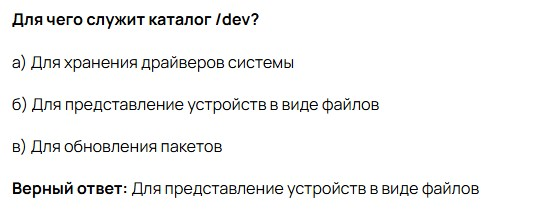 Для чего служит каталог /dev?
а) Для хранения драйверов системы
б) Для представление устройств в виде файлов
в) Для обновления пакетов
Верный ответ: Для представление устройств в виде файлов